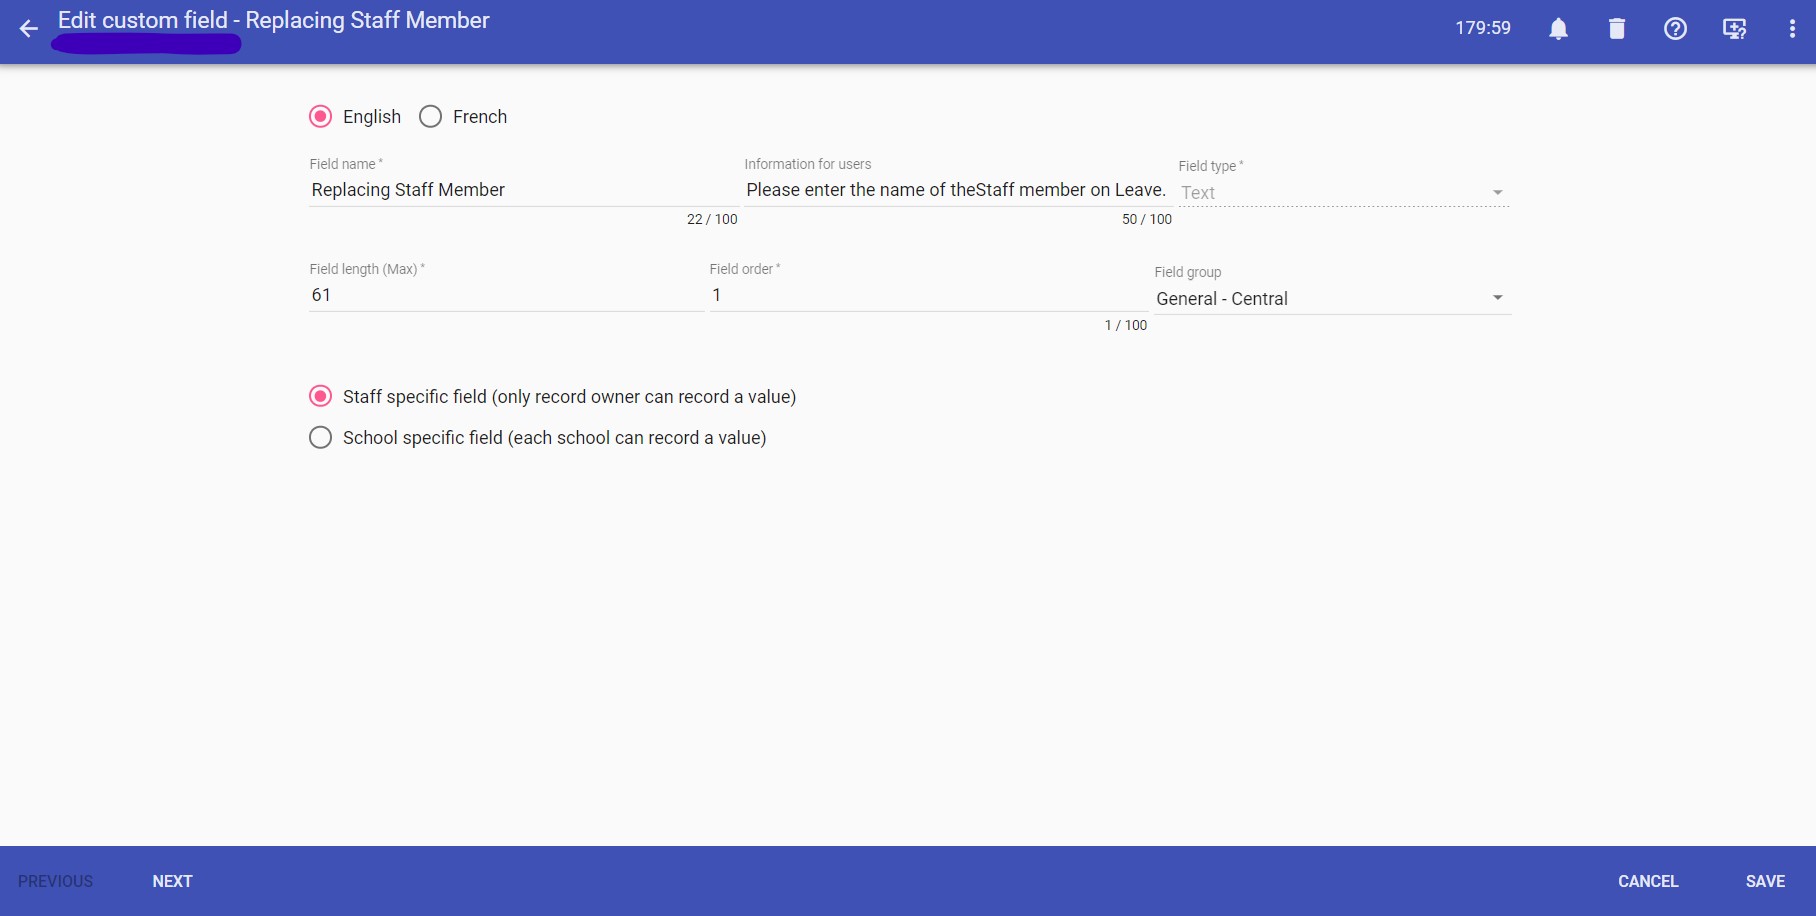 Edit custom field - Replacing Staff Member
179:59
English French
Field name *
Replacing Staff Member
22 / 100
Information for users
Please enter the name of theStaff member on Leave.
50 / 100
Field type *
Text
Field length (Max) *
61
Field order *
1
1 / 100
Field group
General - Central
Staff specific field (only record owner can record a value)
School specific field (each school can record a value)
PREVIOUS NEXT CANCEL SAVE